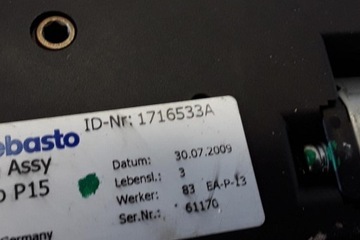 ID-Nr: 1716533A
ebasto
Assy
P15
Datum: 30.07.2009
Lebensl.: 3
Werker: 83 EA-P-13
Ser.Nr.: 61170
Germany